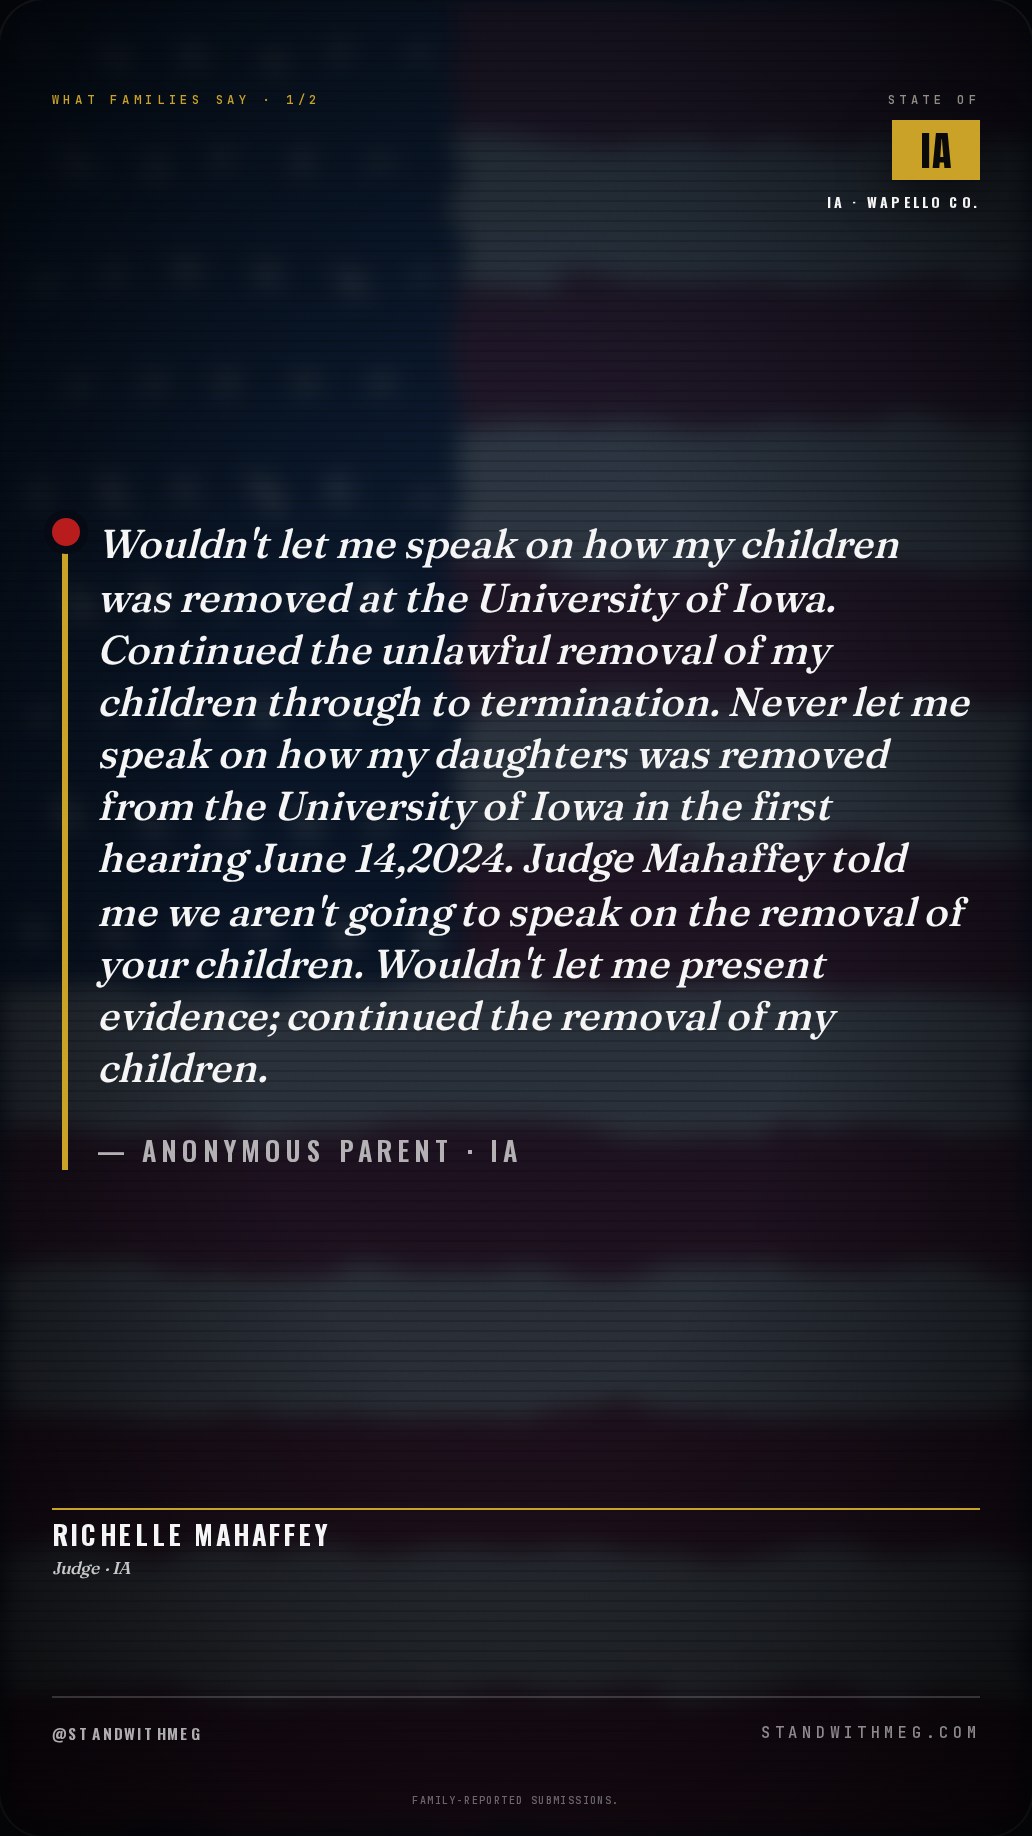 WHAT FAMILIES SAY · 1/2
STATE OF
IA
IA · WAPELLO CO.
Wouldn't let me speak on how my children
was removed at the University of Iowa.
Continued the unlawful removal of my
children through to termination. Never let me
speak on how my daughters was removed
from the University of Iowa in the first
hearing June 14,2024. Judge Mahaffey told
me we aren't going to speak on the removal of
your children. Wouldn't let me present
evidence; continued the removal of my
children.
— ANONYMOUS PARENT · IA
RICHELLE MAHAFFEY
Judge · IA
@STANDWITHMEG
STANDWITHMEG.COM
FAMILY-REPORTED SUBMISSIONS.